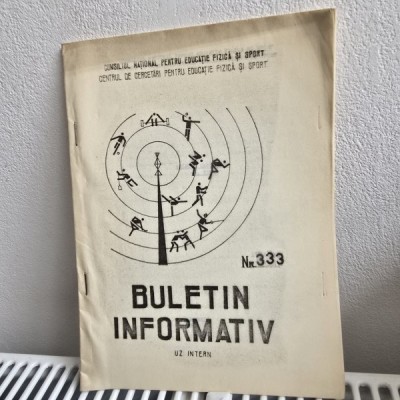 CONSILIUL NAȚIONAL PENTRU EDUCAȚIE FIZICĂ ȘI SPORT
CENTRUL DE CERCETĂRI PENTRU EDUCAȚIE FIZICĂ ȘI SPORT
NR. 333
BULETIN
INFORMATIV
UZ INTERN